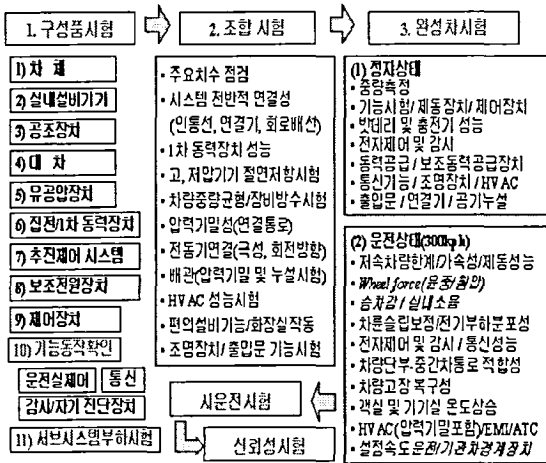 1. 구성품시험
1) 차 체
2) 실내설비기기
3) 공조장치
4) 대 차
5) 유공압장치
6) 집전/1차 동력장치
7) 추진제어 시스템
8) 보조전원장치
9) 제어장치
10) 기능동작확인
운전실제어
통신
감시/자기 진단장치
11) 서브시스템부하시험
2. 조합 시험
• 주요치수 점검
• 시스템 전반적 연결성
(인통선, 연결기, 회로배선)
• 1차 동력장치 성능
• 고, 저압기기 절연저항시험
• 차량중량균형/장비방수시험
• 압력기밀성(연결통로)
• 전동기연결(극성, 회전방향)
• 배관(압력기밀 및 누설시험)
• HVAC 성능시험
• 편의설비기능/화장실작동
• 조명장치/출입문 기능시험
3. 완성차시험
(1) 정차상태
• 중량측정
• 기능시험/제동장치/제어장치
• 밧데리 및 충전기 성능
• 전자제어 및 감시
• 동력공급/보조동력공급장치
• 통신기능/조명장치/HVAC
• 출입문/연결기/공기누설
(2) 운전상태(300kph)
• 저속차량한계/가속성/제동성능
• Wheel force(윤중/횡압)
• 승차감/실내소음
• 차륜슬립보정/전기부하분포성
• 전자제어 및 감시/통신성능
• 차량단부·중간차통로 적합성
• 차량고장 복구성
• 객실 및 기기실 온도상승
• HVAC(압력기밀포함)/EMI/ATC
• 설정속도운전/기관차경계장치
시운전시험
신뢰성시험